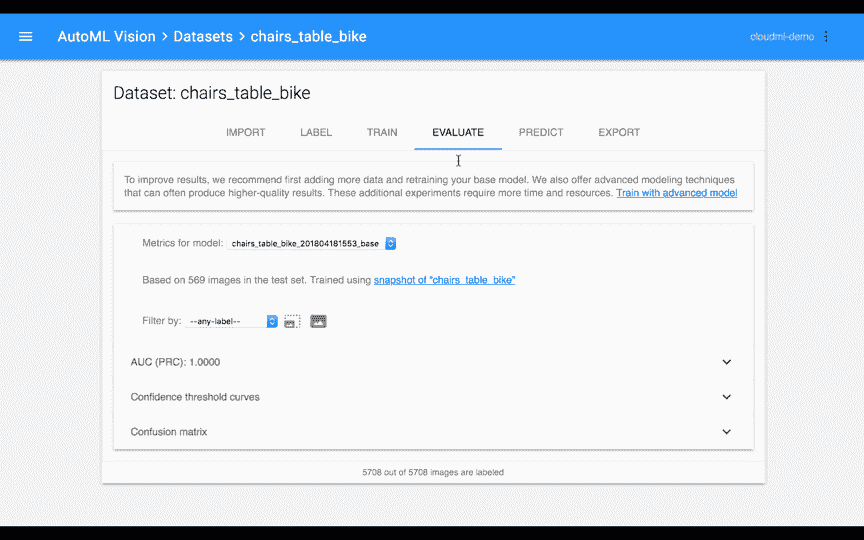 AutoML Vision > Datasets > chairs_table_bike
cloudml-demo
Dataset: chairs_table_bike
IMPORT LABEL TRAIN EVALUATE PREDICT EXPORT
To improve results, we recommend first adding more data and retraining your base model. We also offer advanced modeling techniques
that can often produce higher-quality results. These additional experiments require more time and resources. Train with advanced model
Metrics for model: chairs_table_bike_201804181553_base
Based on 569 images in the test set. Trained using snapshot of "chairs_table_bike"
Filter by: --any-label--
AUC (PRC): 1.0000
Confidence threshold curves
Confusion matrix
5708 out of 5708 images are labeled